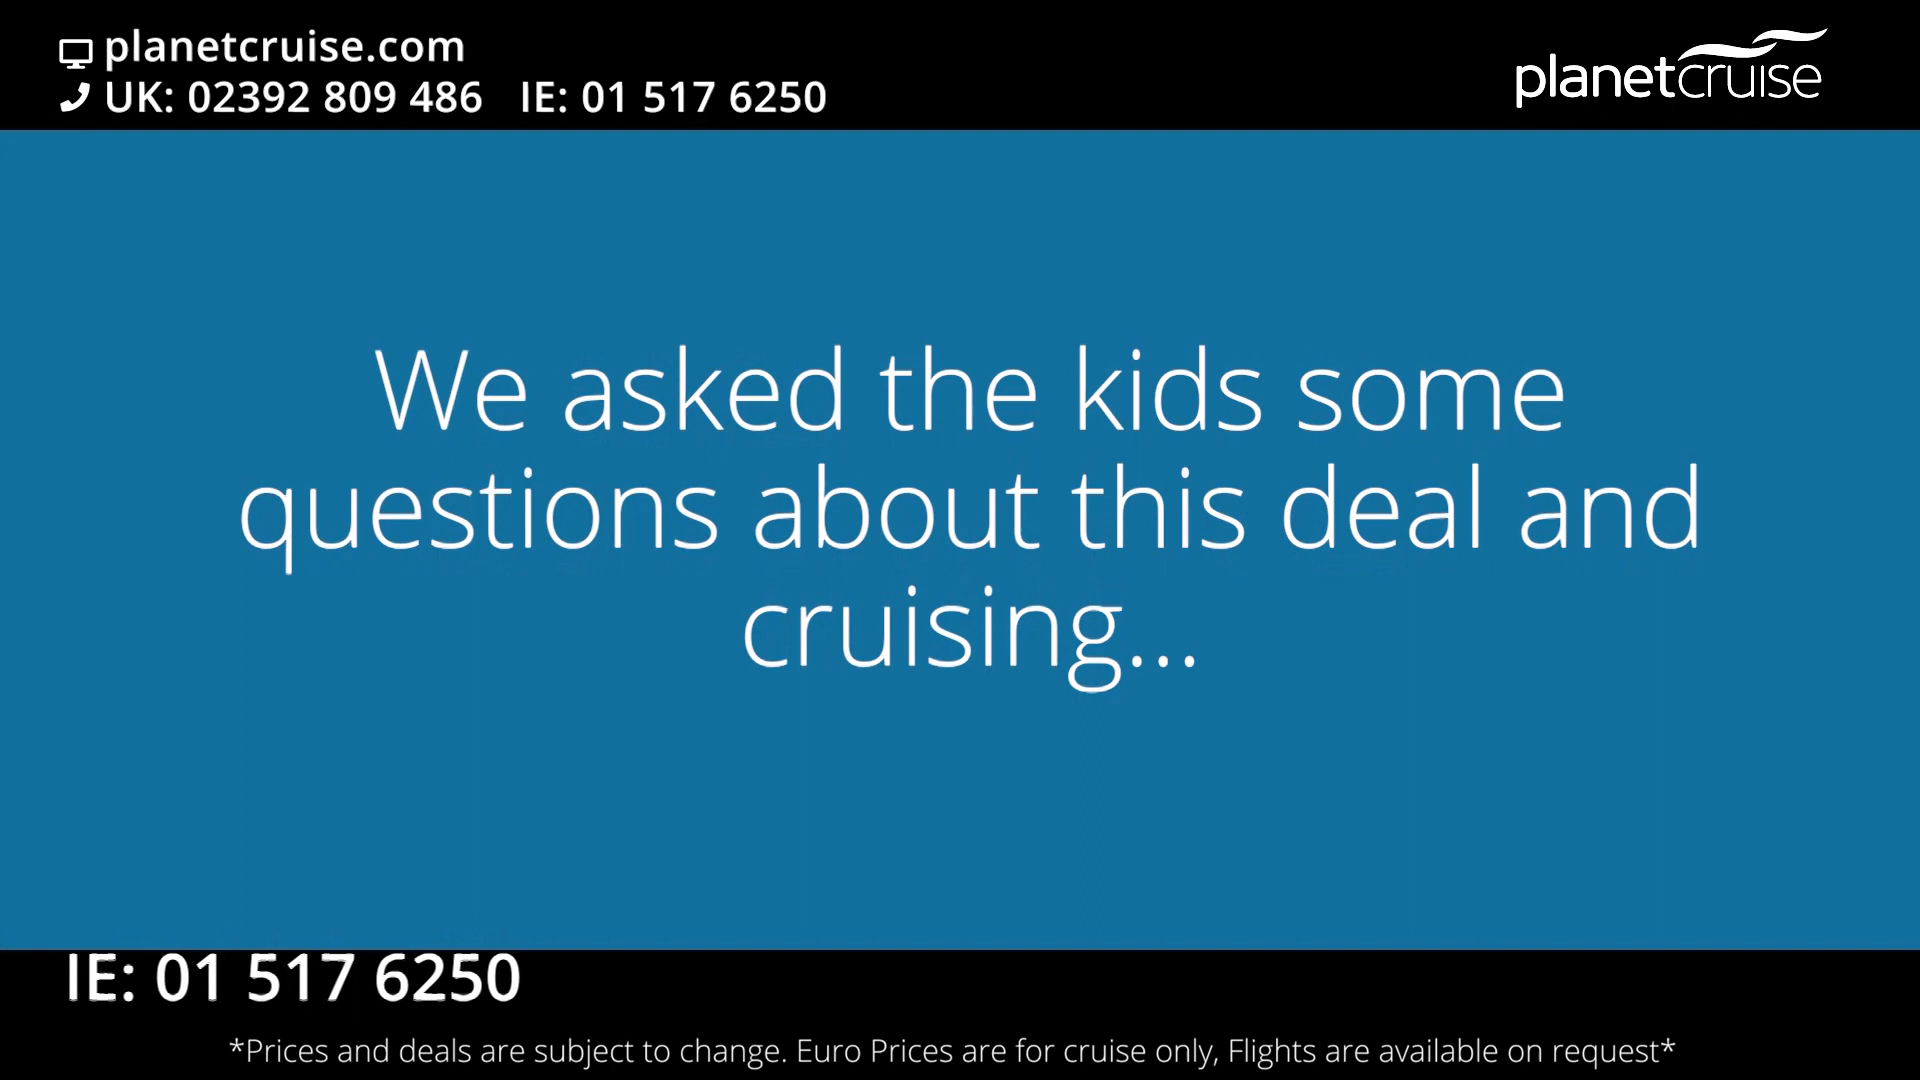 planetcruise.com
UK: 02392 809 486 IE: 01 517 6250
planetcruise
We asked the kids some
questions about this deal and
cruising...
IE: 01 517 6250
*Prices and deals are subject to change. Euro Prices are for cruise only, Flights are available on request*